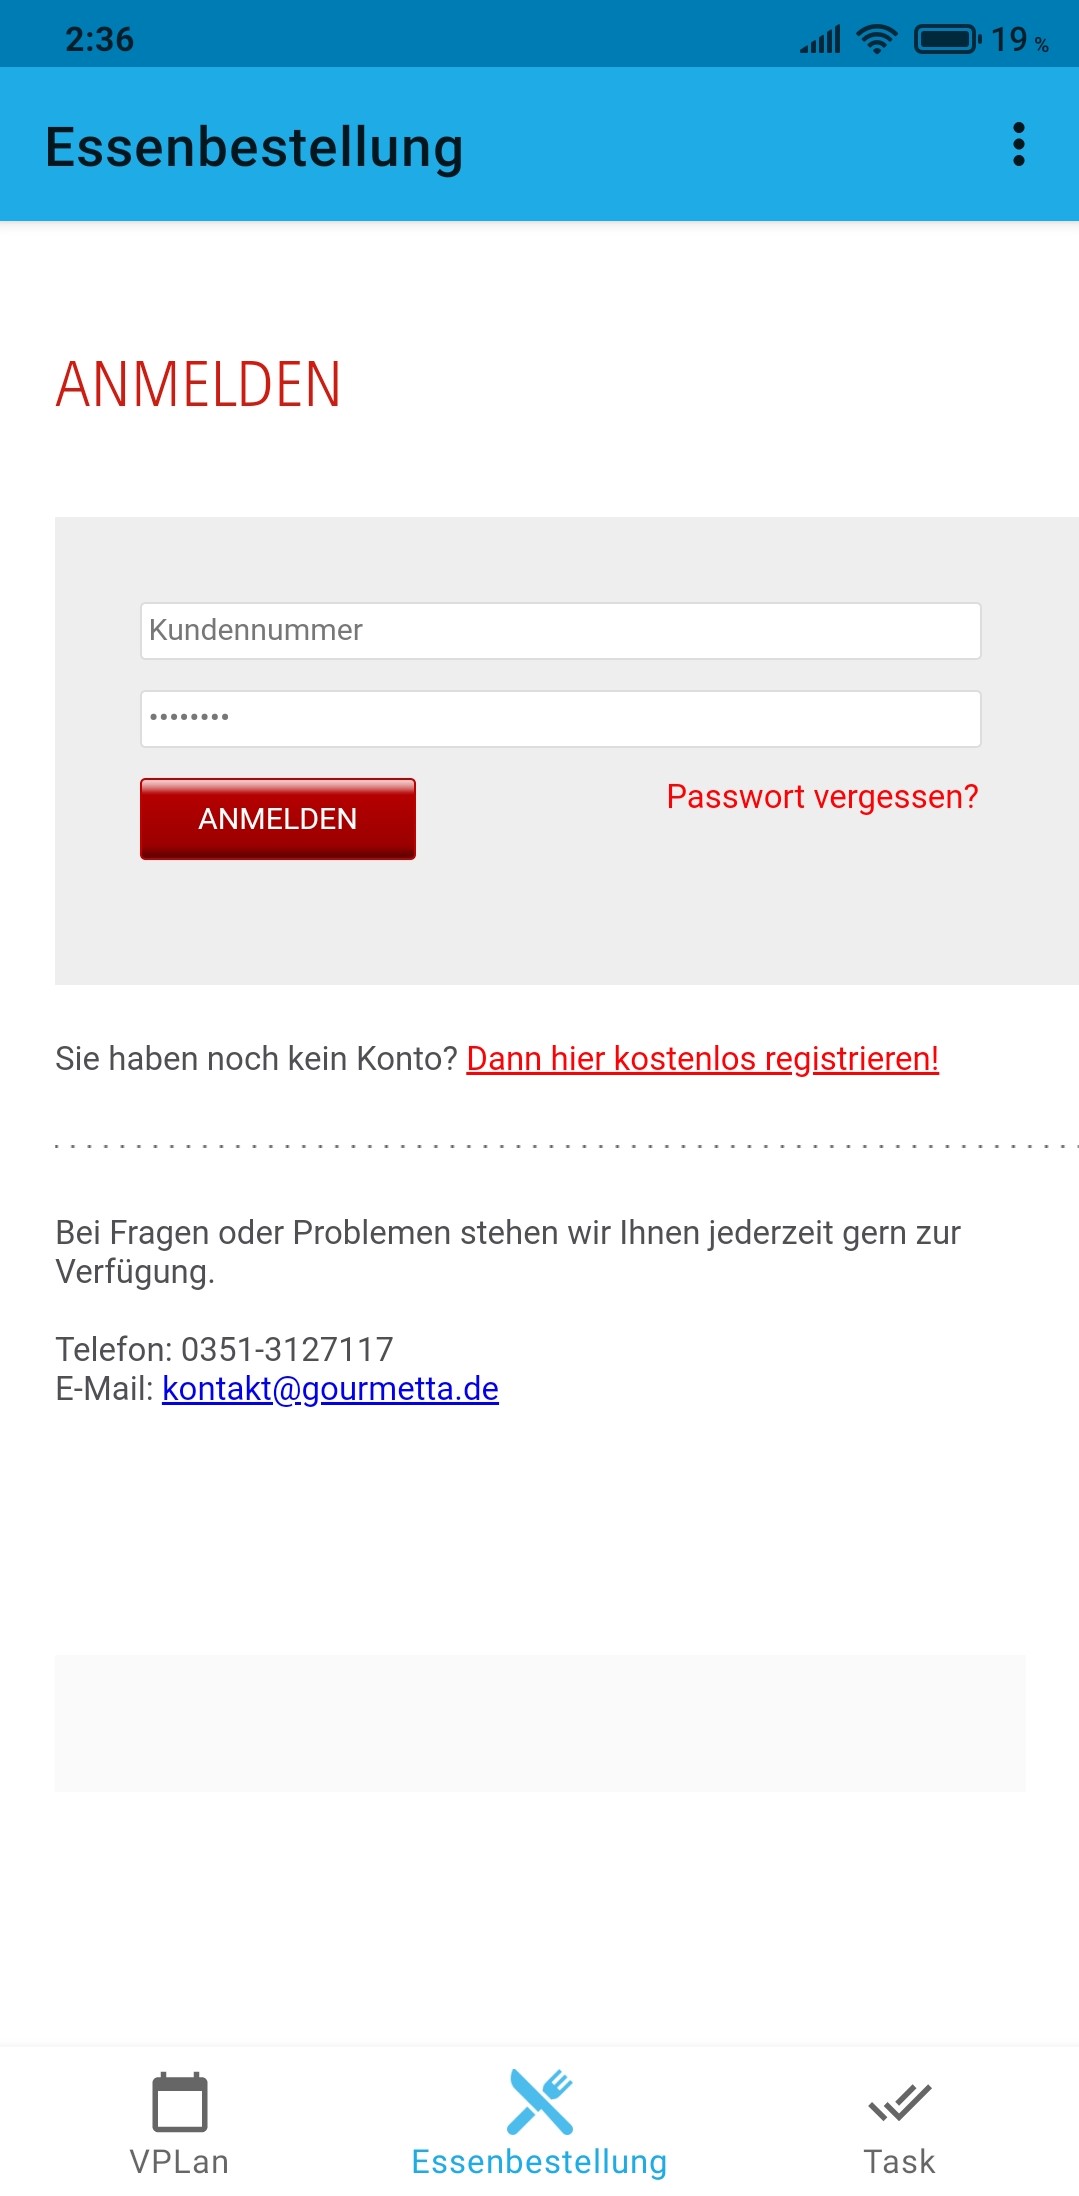 2:36
19 %
Essenbestellung
ANMELDEN
Kundennummer
••••••••
ANMELDEN
Passwort vergessen?
Sie haben noch kein Konto? Dann hier kostenlos registrieren!
Bei Fragen oder Problemen stehen wir Ihnen jederzeit gern zur
Verfügung.
Telefon: 0351-3127117
E-Mail: kontakt@gourmetta.de
VPLan
Essenbestellung
Task